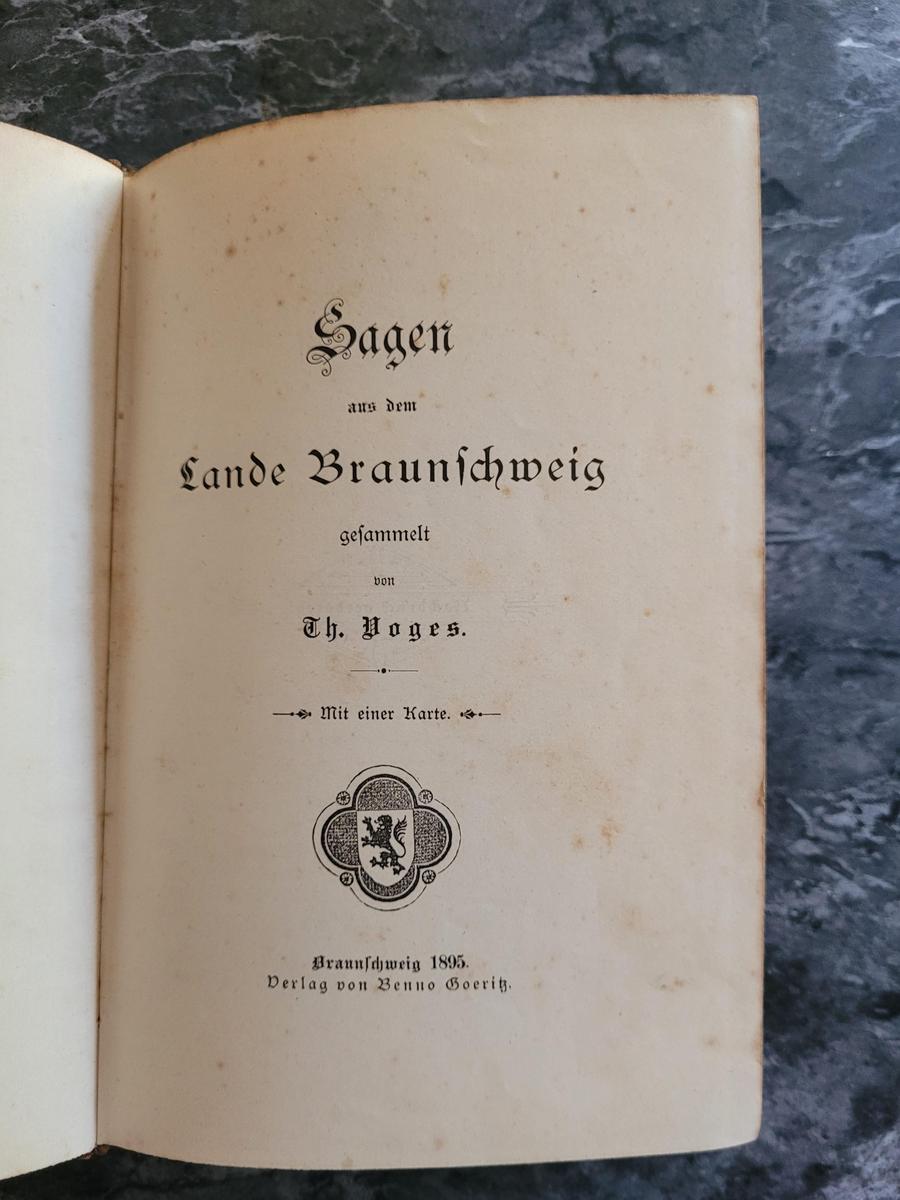 Sagen
aus dem
Lande Braunſchweig
geſammelt
von
Th. Voges.
Mit einer Karte.
Braunſchweig 1895.
Verlag von Benno Goeritz.